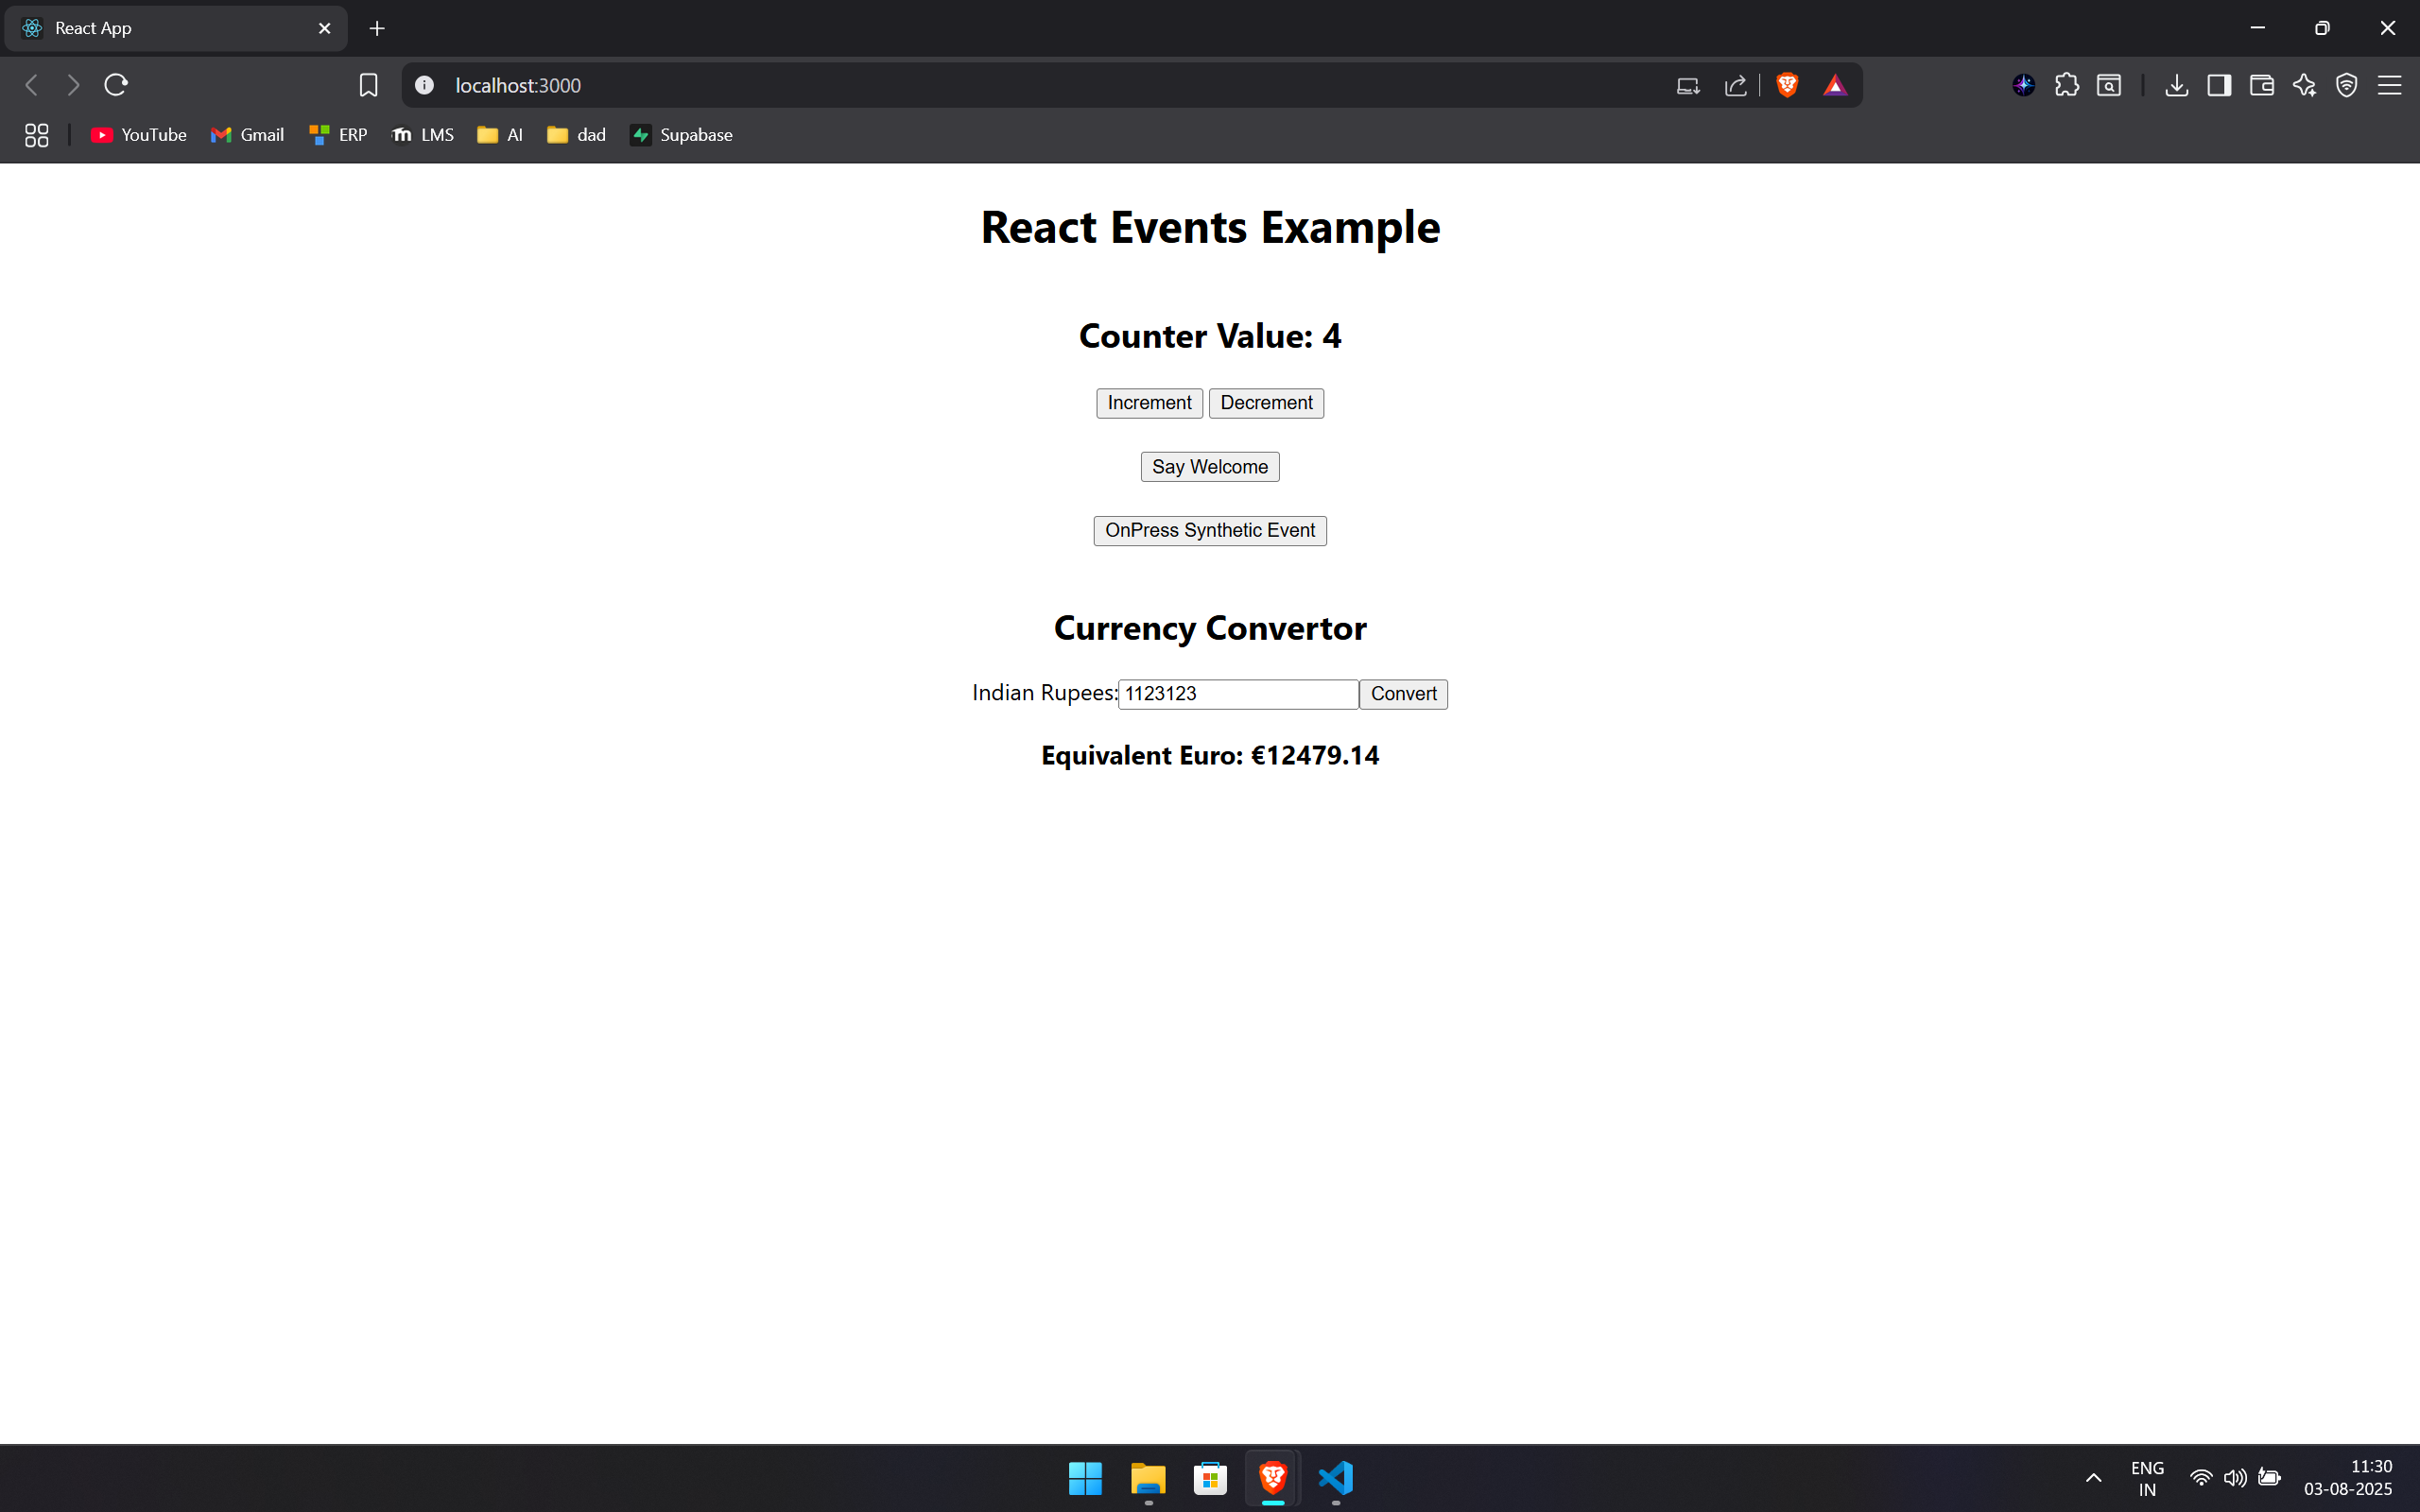 React App
localhost:3000
YouTube Gmail ERP LMS AI dad Supabase
React Events Example
Counter Value: 4
Increment Decrement
Say Welcome
OnPress Synthetic Event
Currency Convertor
Indian Rupees: 1123123 Convert
Equivalent Euro: €12479.14
ENG 11:30
IN 03-08-2025